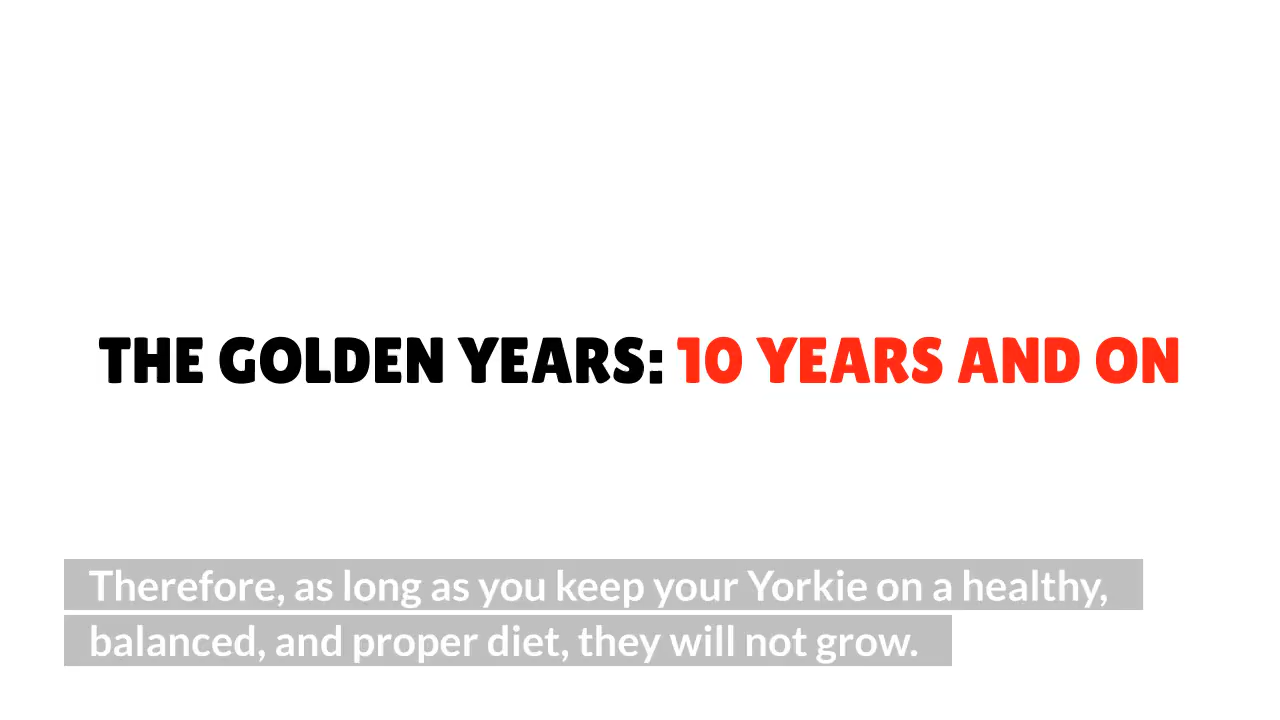 THE GOLDEN YEARS: 10 YEARS AND ON
Therefore, as long as you keep your Yorkie on a healthy,
balanced, and proper diet, they will not grow.